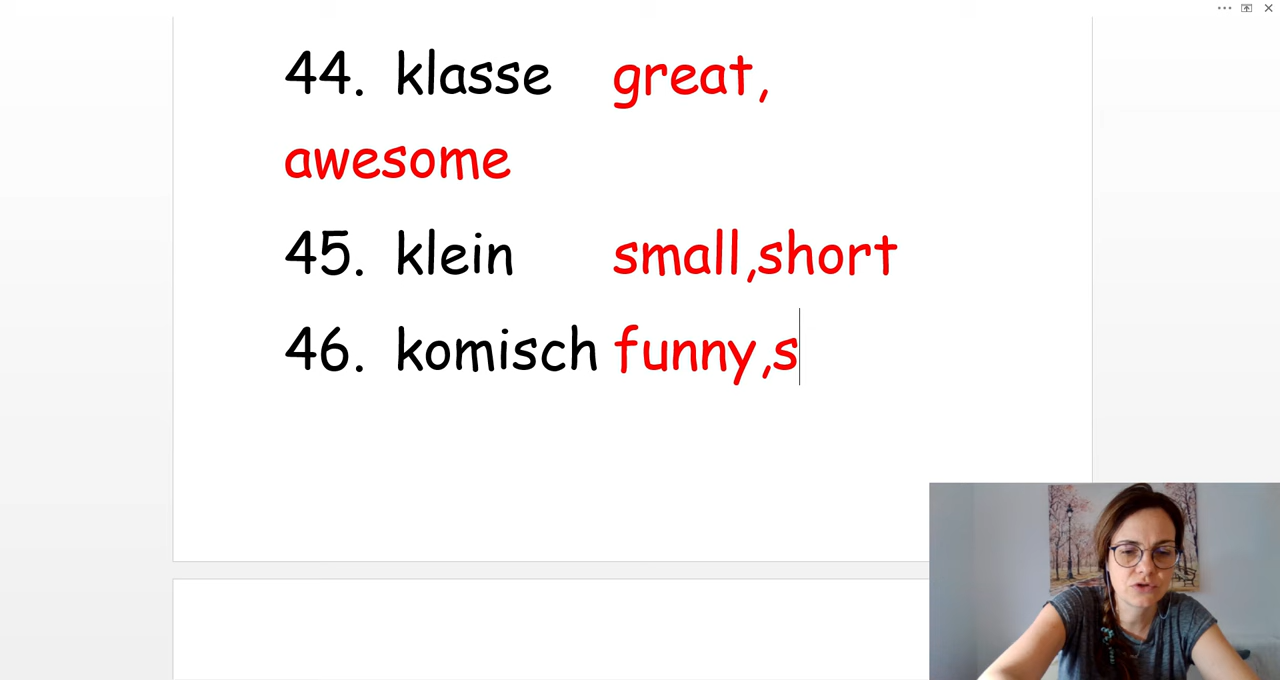 44. klasse great,
awesome
45. klein small,short
46. komisch funny,s